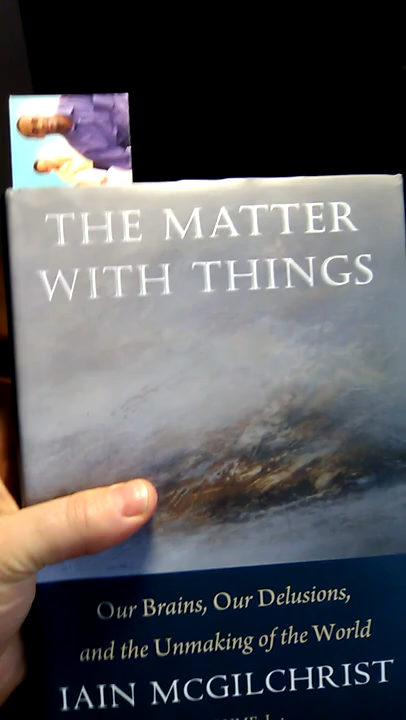 THE MATTER
WITH THINGS
Our Brains, Our Delusions,
and the Unmaking of the World
IAIN MCGILCHRIST